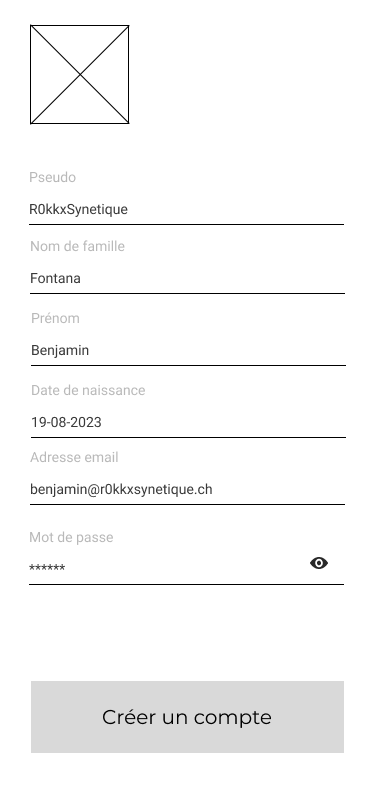 Pseudo
R0kkxSynetique
Nom de famille
Fontana
Prénom
Benjamin
Date de naissance
19-08-2023
Adresse email
benjamin@r0kkxsynetique.ch
Mot de passe
******
Créer un compte